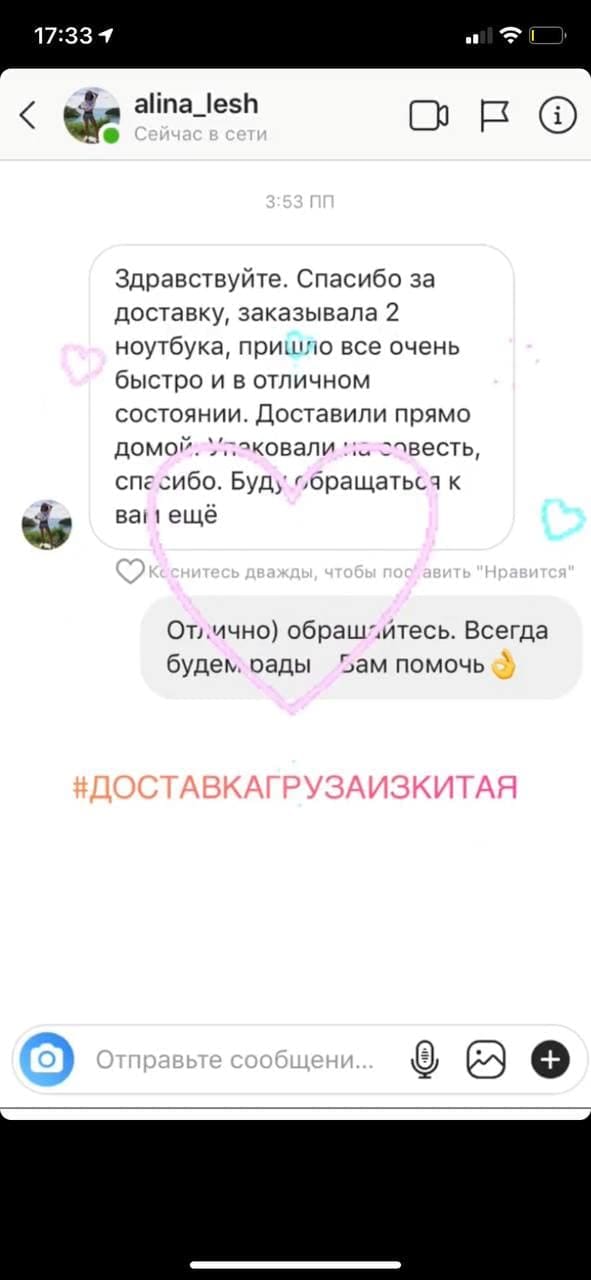 17:33
alina_lesh
Сейчас в сети
3:53 ПП
Здравствуйте. Спасибо за
доставку, заказывала 2
ноутбука, пришло все очень
быстро и в отличном
состоянии. Доставили прямо
домой. Упаковали на совесть,
спасибо. Буду обращаться к
вам ещё
Коснитесь дважды, чтобы поставить "Нравится"
Отлично) обращайтесь. Всегда
будем рады Вам помочь👌
#ДОСТАВКАГРУЗАИЗКИТАЯ
Отправьте сообщени...